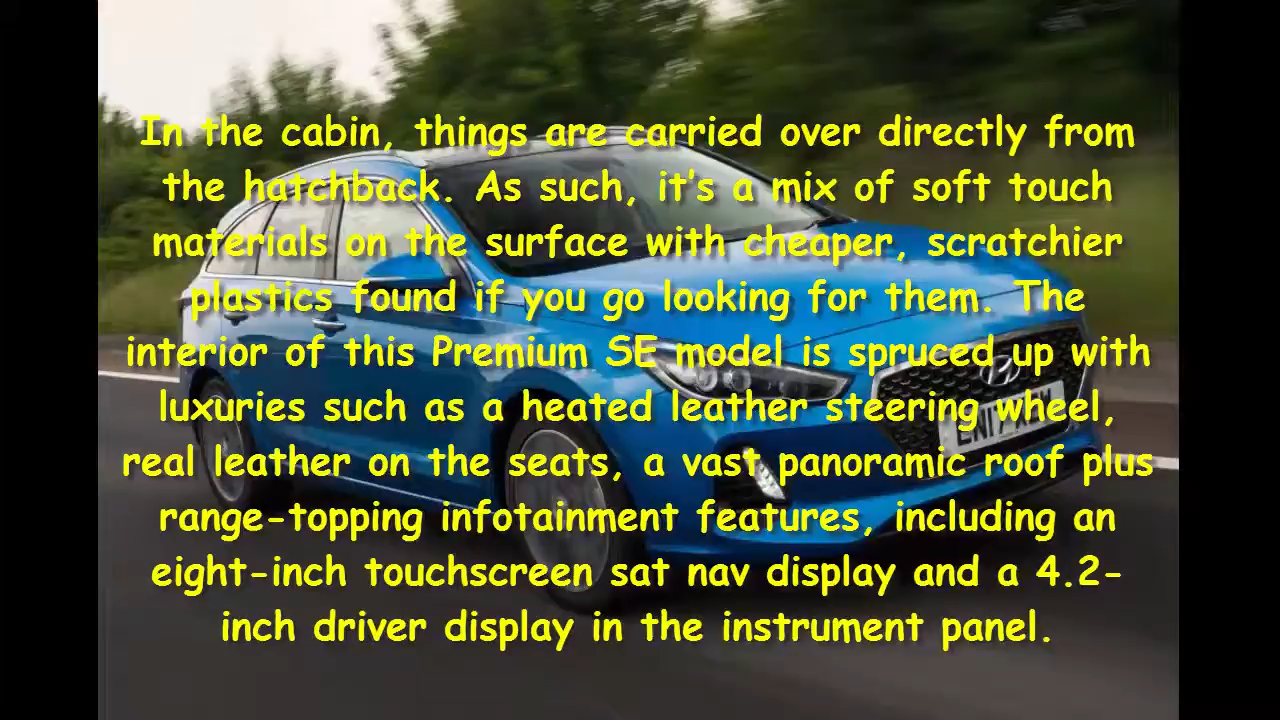 In the cabin, things are carried over directly from
the hatchback. As such, it's a mix of soft touch
materials on the surface with cheaper, scratchier
plastics found if you go looking for them. The
interior of this Premium SE model is spruced up with
luxuries such as a heated leather steering wheel,
real leather on the seats, a vast panoramic roof plus
range-topping infotainment features, including an
eight-inch touchscreen sat nav display and a 4.2-
inch driver display in the instrument panel.